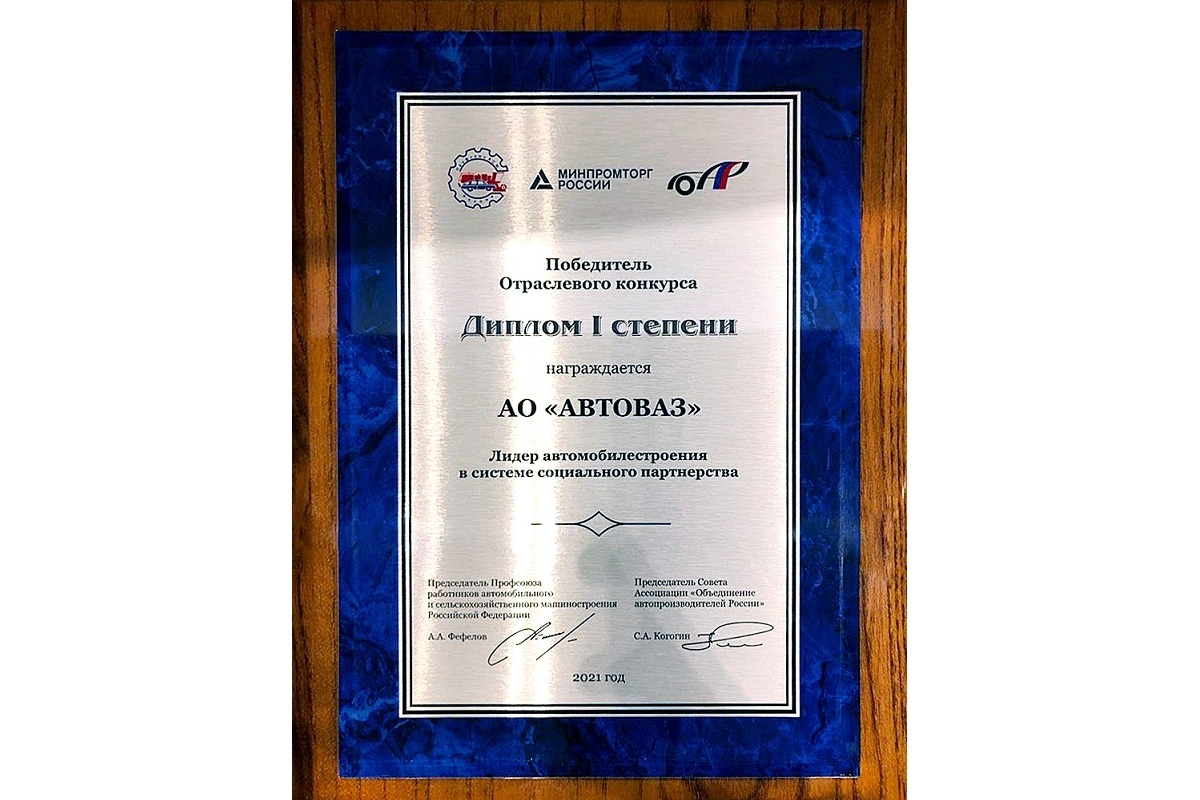 МИНПРОМТОРГ
РОССИИ
Победитель
Отраслевого конкурса
Диплом I степени
награждается
АО «АВТОВАЗ»
Лидер автомобилестроения
в системе социального партнерства
Председатель Профсоюза
работников автомобильного
и сельскохозяйственного машиностроения
Российской Федерации
А.А. Фефелов
Председатель Совета
Ассоциации «Объединение
автопроизводителей России»
С.А. Когогин
2021 год